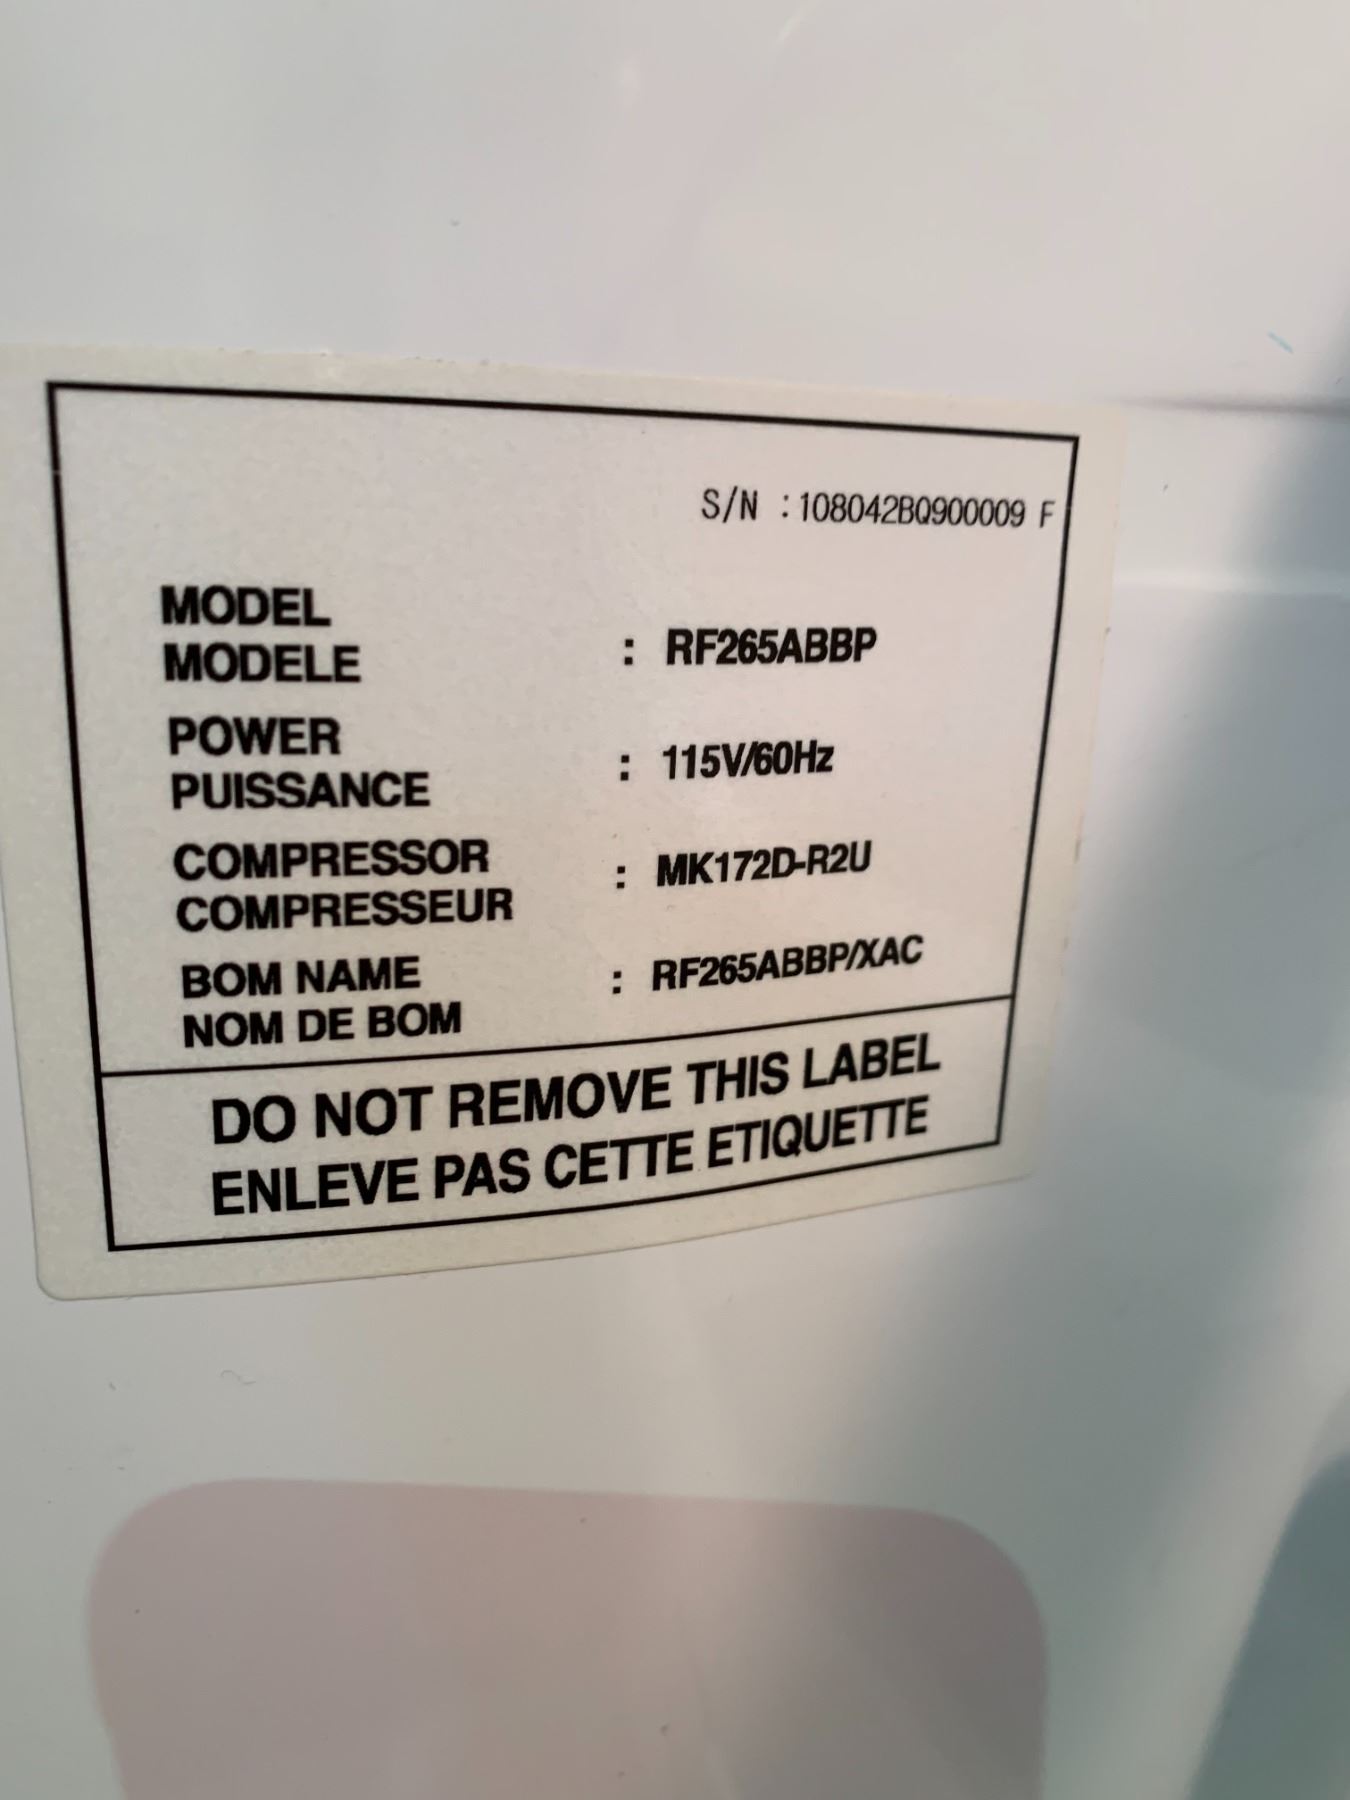 S/N : 108042BQ900009 F
MODEL
MODELE : RF265ABBP
POWER
PUISSANCE : 115V/60Hz
COMPRESSOR
COMPRESSEUR : MK172D-R2U
BOM NAME
NOM DE BOM : RF265ABBP/XAC
DO NOT REMOVE THIS LABEL
ENLEVE PAS CETTE ETIQUETTE